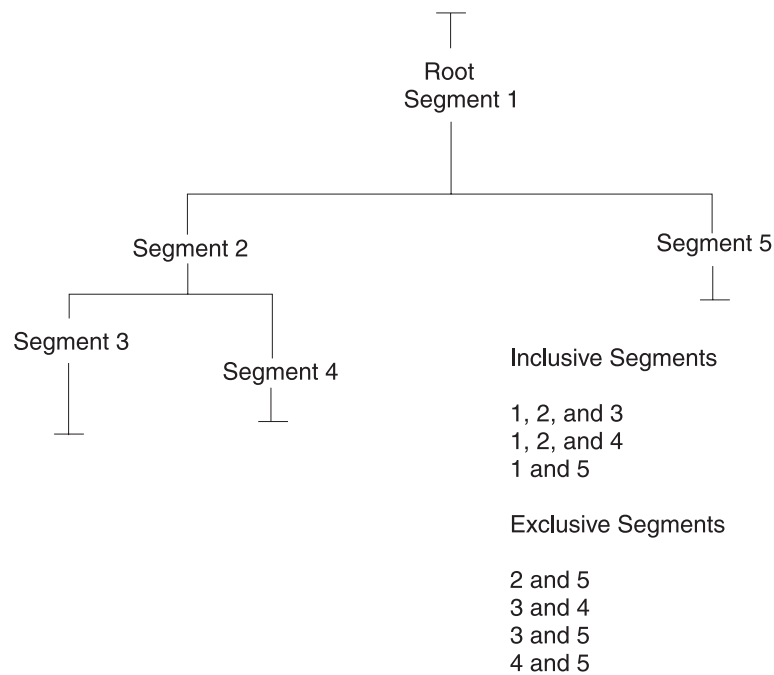 Root
Segment 1
Segment 2
Segment 5
Segment 3
Segment 4
Inclusive Segments
1, 2, and 3
1, 2, and 4
1 and 5
Exclusive Segments
2 and 5
3 and 4
3 and 5
4 and 5